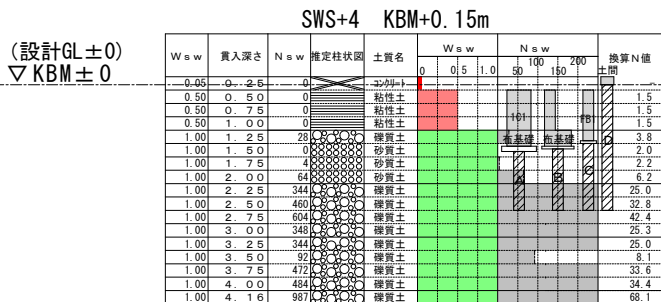 SWS+4 KBM+0.15m
(設計GL±0)
▽KBM±0
Wsw 貫入深さ Nsw 推定柱状図 土質名 Wsw Nsw 換算N値
0 0.5 1.0 50 100 150 200 土間
0.05 0.25 0 コンクリート -
0.50 0.50 0 粘性土 1.5
0.50 0.75 0 粘性土 1.5
0.50 1.00 0 粘性土 1.5
1.00 1.25 28 礫質土 3.8
1.00 1.50 0 砂質土 2.0
1.00 1.75 4 砂質土 2.2
1.00 2.00 64 砂質土 6.2
1.00 2.25 344 礫質土 25.0
1.00 2.50 460 礫質土 32.8
1.00 2.75 604 礫質土 42.4
1.00 3.00 348 礫質土 25.3
1.00 3.25 344 礫質土 25.0
1.00 3.50 92 礫質土 8.1
1.00 3.75 472 礫質土 33.6
1.00 4.00 484 礫質土 34.4
1.00 4.16 987 礫質土 68.1
1C1 FB1
布基礎 布基礎
A B C D